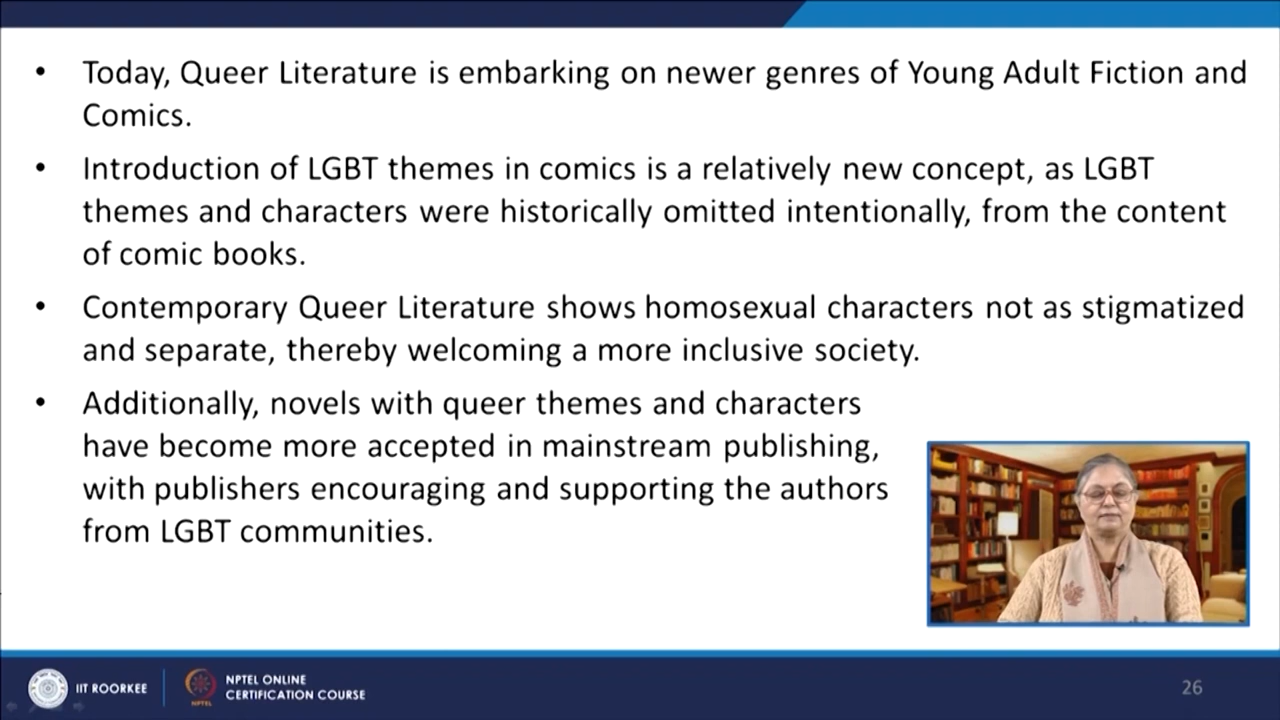 • Today, Queer Literature is embarking on newer genres of Young Adult Fiction and
Comics.
• Introduction of LGBT themes in comics is a relatively new concept, as LGBT
themes and characters were historically omitted intentionally, from the content
of comic books.
• Contemporary Queer Literature shows homosexual characters not as stigmatized
and separate, thereby welcoming a more inclusive society.
• Additionally, novels with queer themes and characters
have become more accepted in mainstream publishing,
with publishers encouraging and supporting the authors
from LGBT communities.
IIT ROORKEE
NPTEL
NPTEL ONLINE
CERTIFICATION COURSE
26